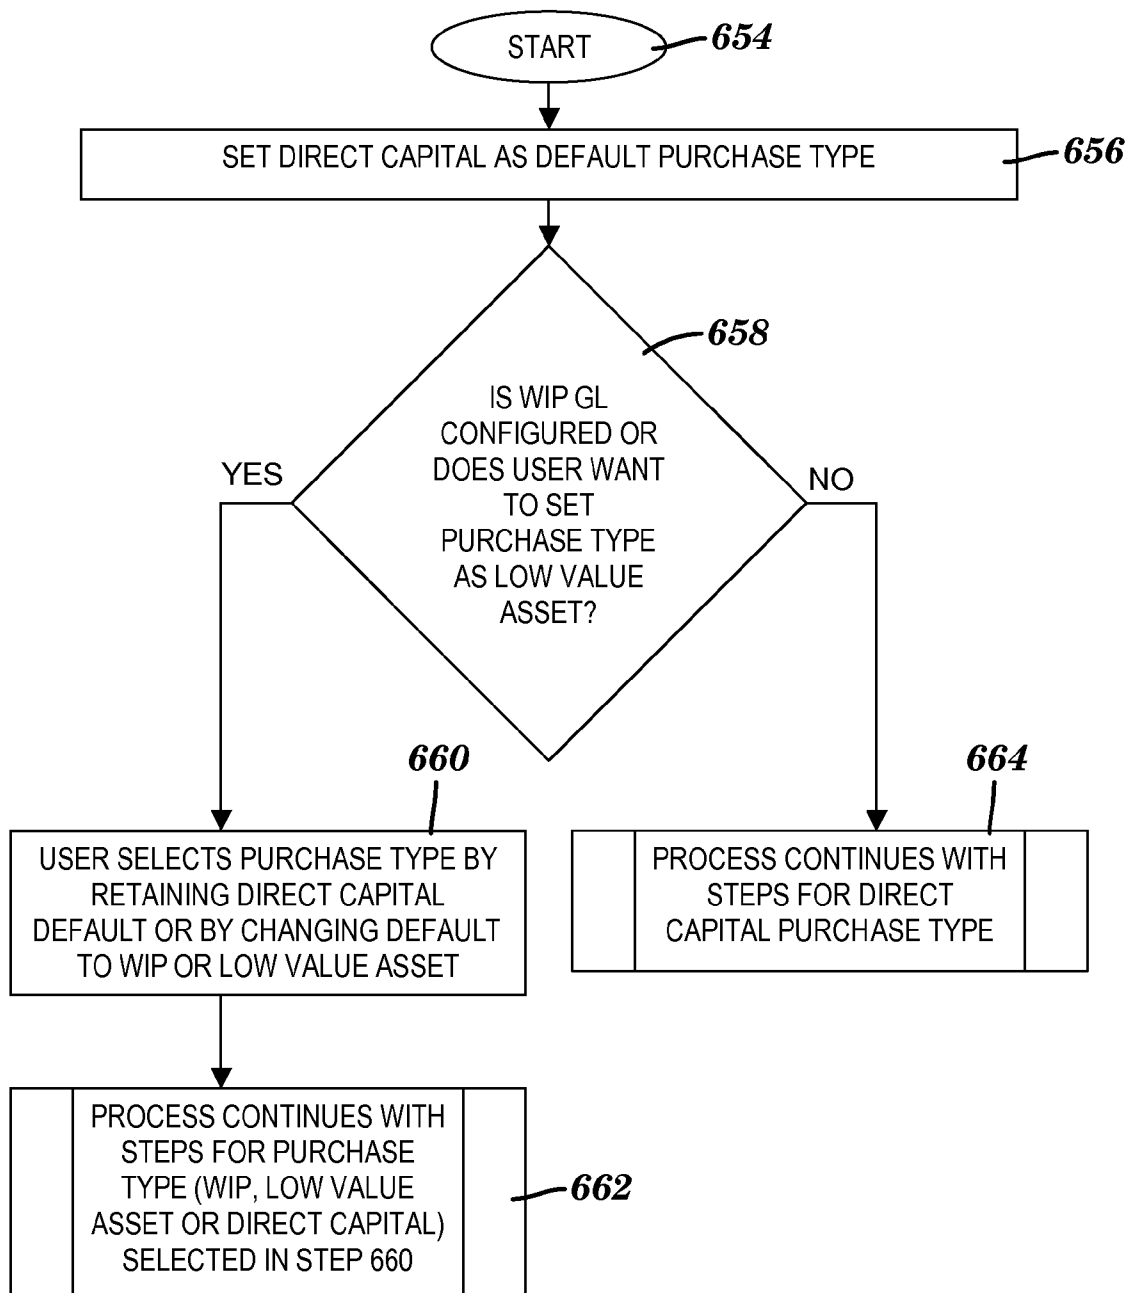 START
654
SET DIRECT CAPITAL AS DEFAULT PURCHASE TYPE
656
658
IS WIP GL
CONFIGURED OR
DOES USER WANT
TO SET
PURCHASE TYPE
AS LOW VALUE
ASSET?
YES
NO
660
USER SELECTS PURCHASE TYPE BY
RETAINING DIRECT CAPITAL
DEFAULT OR BY CHANGING DEFAULT
TO WIP OR LOW VALUE ASSET
664
PROCESS CONTINUES WITH
STEPS FOR DIRECT
CAPITAL PURCHASE TYPE
PROCESS CONTINUES WITH
STEPS FOR PURCHASE
TYPE (WIP, LOW VALUE
ASSET OR DIRECT CAPITAL)
SELECTED IN STEP 660
662